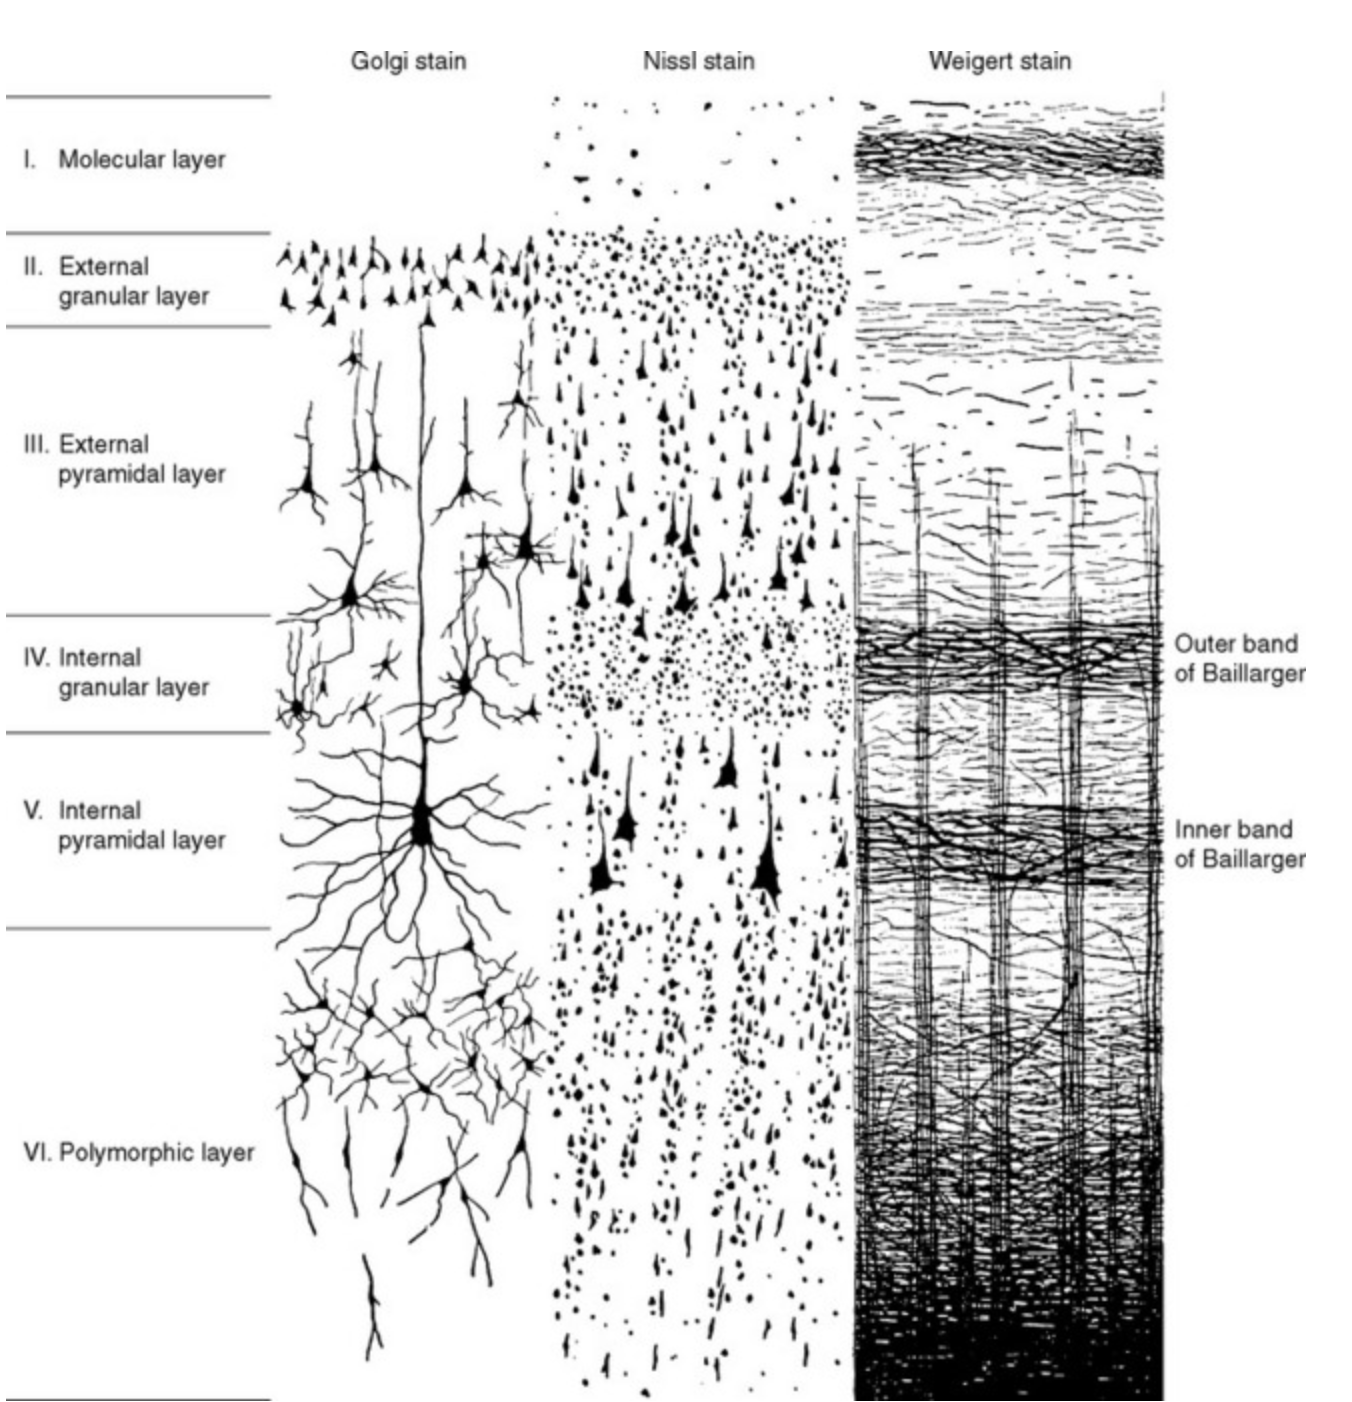 Golgi stain
Nissl stain
Weigert stain
I. Molecular layer
II. External
granular layer
III. External
pyramidal layer
IV. Internal
granular layer
Outer band
of Baillarger
V. Internal
pyramidal layer
Inner band
of Baillarger
VI. Polymorphic layer